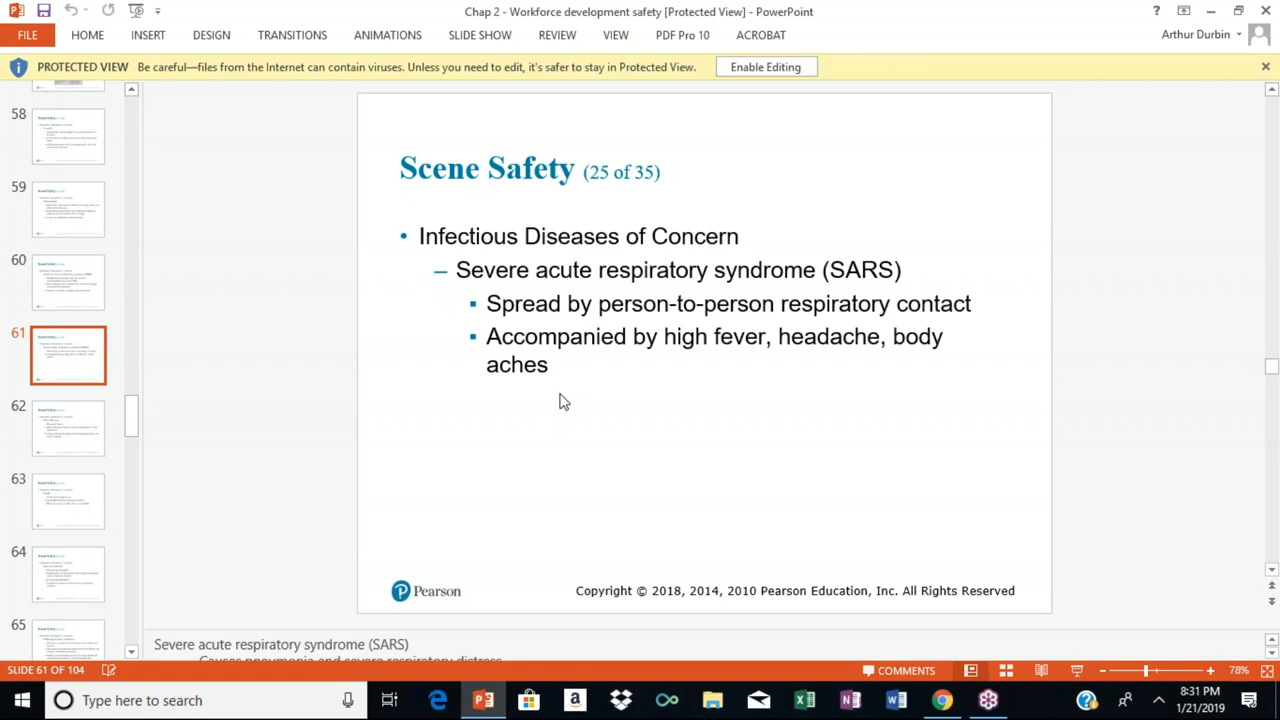 Chap 2 - Workforce development safety [Protected View] - PowerPoint
?
FILE
HOME
INSERT
DESIGN
TRANSITIONS
ANIMATIONS
SLIDE SHOW
REVIEW
VIEW
PDF Pro 10
ACROBAT
Arthur Durbin
PROTECTED VIEW Be careful—files from the Internet can contain viruses. Unless you need to edit, it's safer to stay in Protected View.
Enable Editing
58
59
60
61
62
63
64
65
Scene Safety (25 of 35)
• Infectious Diseases of Concern
– Severe acute respiratory syndrome (SARS)
▪ Spread by person-to-person respiratory contact
▪ Accompanied by high fever, headache, body
aches
Pearson
Copyright © 2018, 2014, 2010 Pearson Education, Inc. All Rights Reserved
Severe acute respiratory syndrome (SARS)
Causes pneumonia and severe respiratory distress
SLIDE 61 OF 104
COMMENTS
78%
Type here to search
8:31 PM
1/21/2019